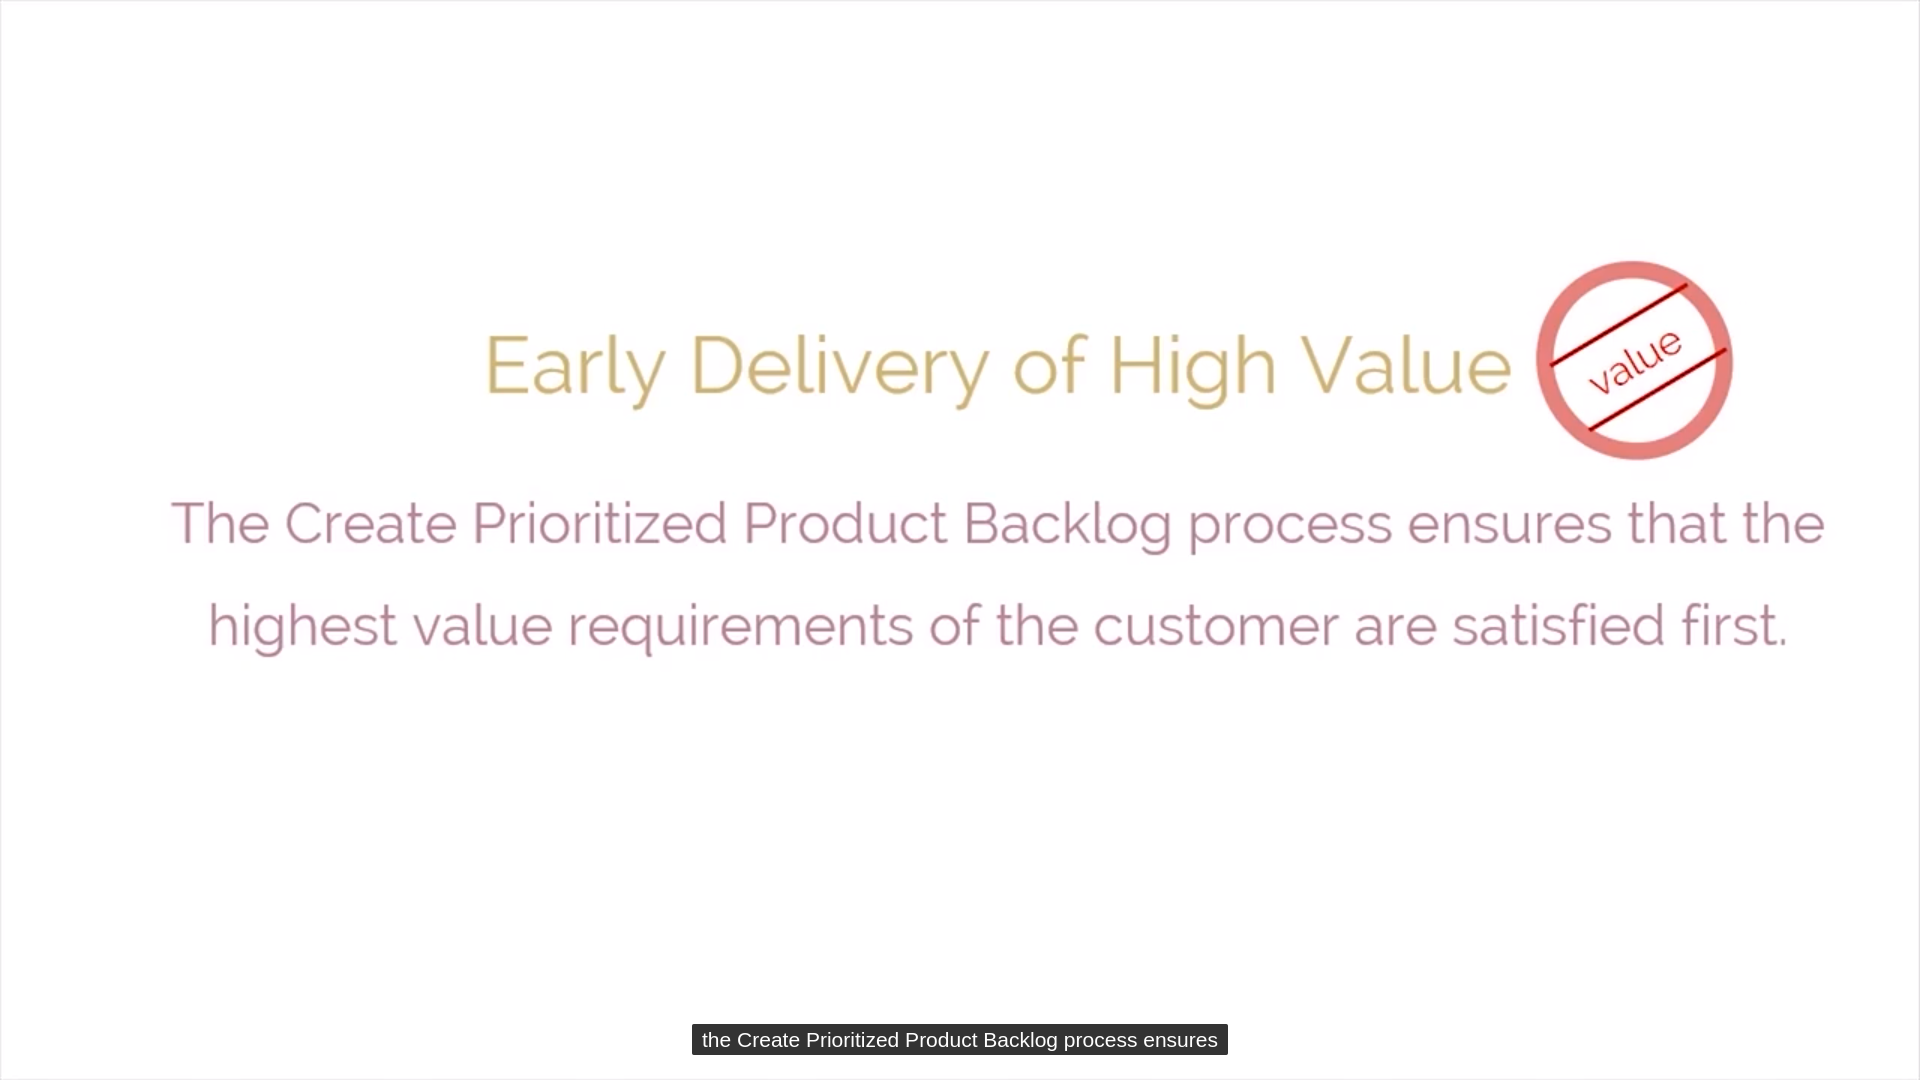 Early Delivery of High Value
value
The Create Prioritized Product Backlog process ensures that the
highest value requirements of the customer are satisfied first.
the Create Prioritized Product Backlog process ensures